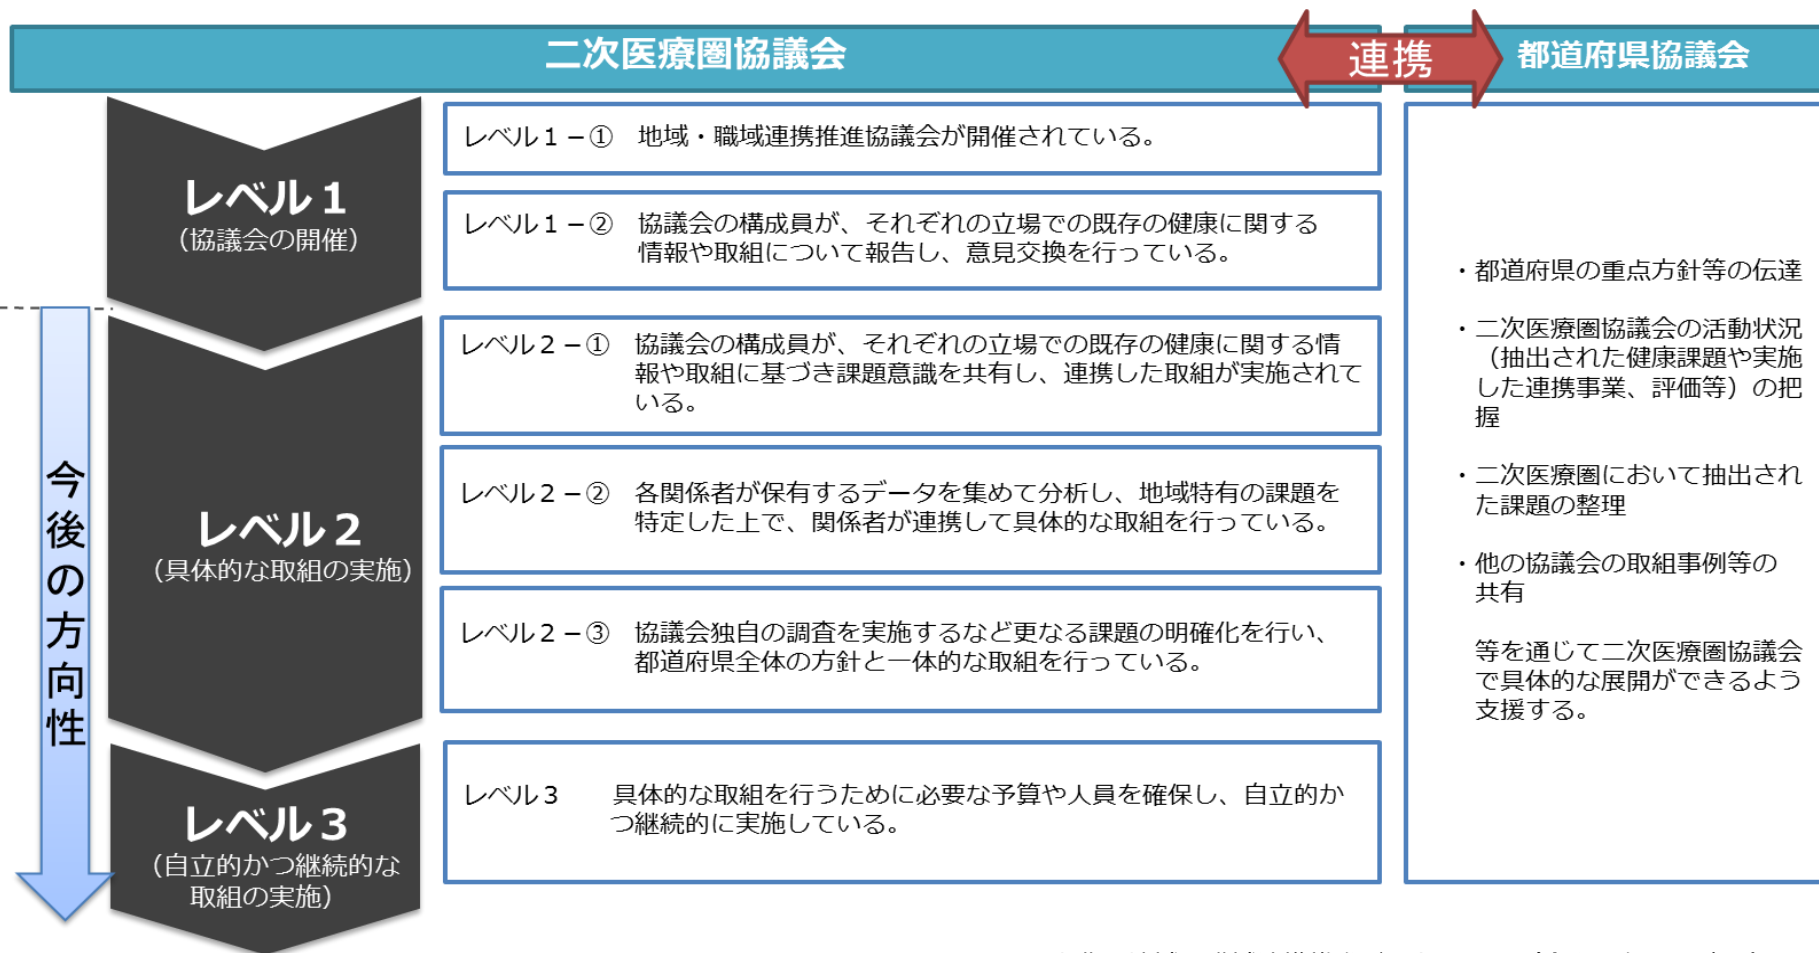 二次医療圏協議会
連携
都道府県協議会
レベル１
（協議会の開催）
レベル１－①　地域・職域連携推進協議会が開催されている。
レベル１－②　協議会の構成員が、それぞれの立場での既存の健康に関する
情報や取組について報告し、意見交換を行っている。
今後の方向性
レベル２
（具体的な取組の実施）
レベル２－①　協議会の構成員が、それぞれの立場での既存の健康に関する情
報や取組に基づき課題意識を共有し、連携した取組が実施されて
いる。
レベル２－②　各関係者が保有するデータを集めて分析し、地域特有の課題を
特定した上で、関係者が連携して具体的な取組を行っている。
レベル２－③　協議会独自の調査を実施するなど更なる課題の明確化を行い、
都道府県全体の方針と一体的な取組を行っている。
レベル３
（自立的かつ継続的な
取組の実施）
レベル３　　具体的な取組を行うために必要な予算や人員を確保し、自立的か
つ継続的に実施している。
・都道府県の重点方針等の伝達
・二次医療圏協議会の活動状況
（抽出された健康課題や実施
した連携事業、評価等）の把
握
・二次医療圏において抽出され
た課題の整理
・他の協議会の取組事例等の
共有
等を通じて二次医療圏協議会
で具体的な展開ができるよう
支援する。